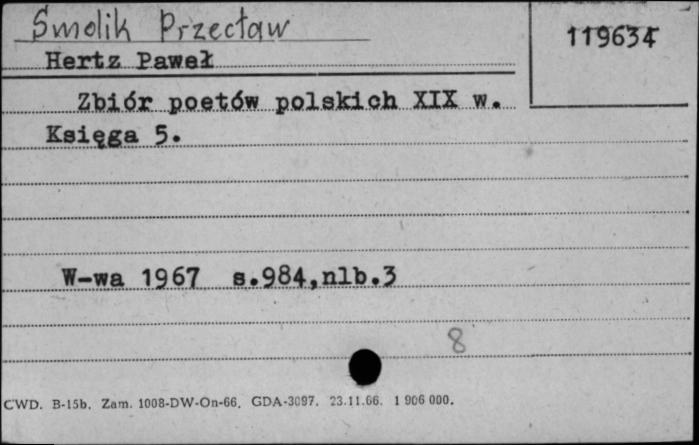 Smolik Przecław
119634
Hertz Paweł
Zbiór poetów polskich XIX w.
Księga 5.
W-wa 1967 s.984,nlb.3
8
CWD. B-15b. Zam. 1008-DW-On-66. GDA-3097. 23.11.66. 1 906 000.